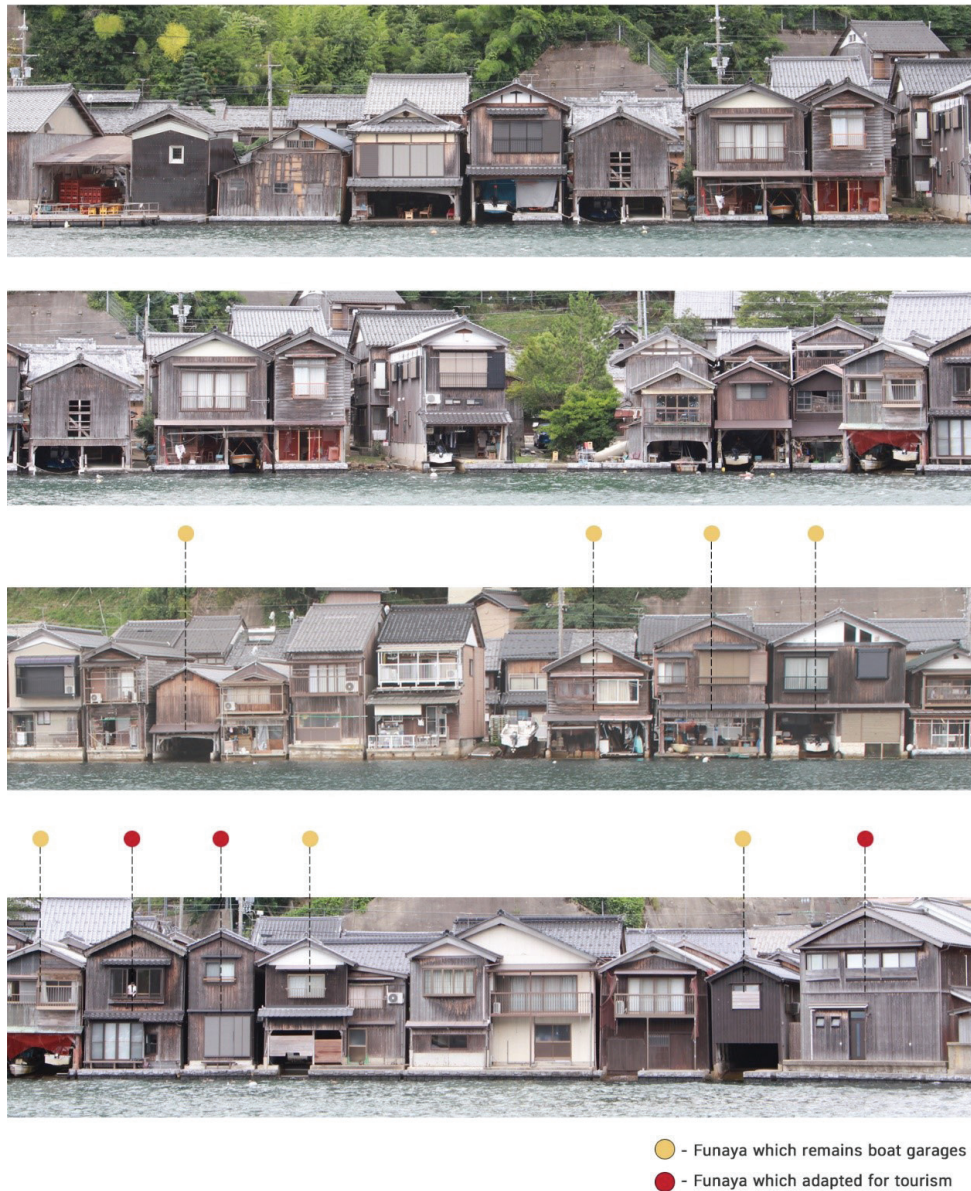 - Funaya which remains boat garages
- Funaya which adapted for tourism